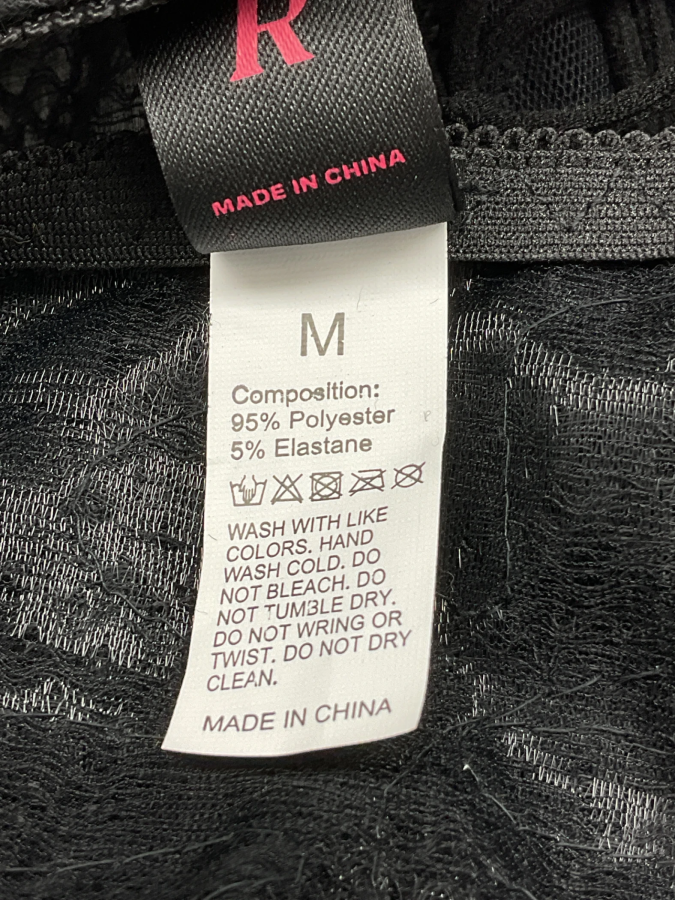 R
MADE IN CHINA
M
Composition:
95% Polyester
5% Elastane
WASH WITH LIKE
COLORS. HAND
WASH COLD. DO
NOT BLEACH. DO
NOT TUM3LE DRY.
DO NOT WRING OR
TWIST. DO NOT DRY
CLEAN.
MADE IN CHINA